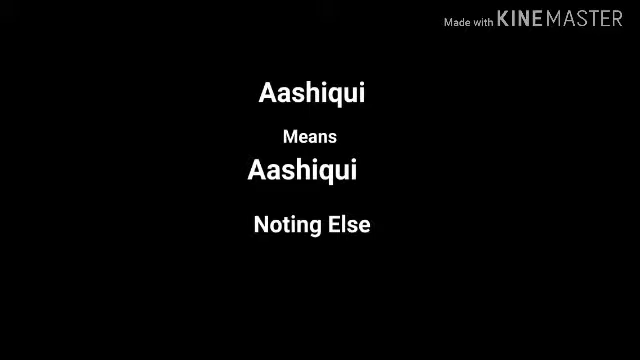 Made with KINEMASTER
Aashiqui
Means
Aashiqui
Noting Else